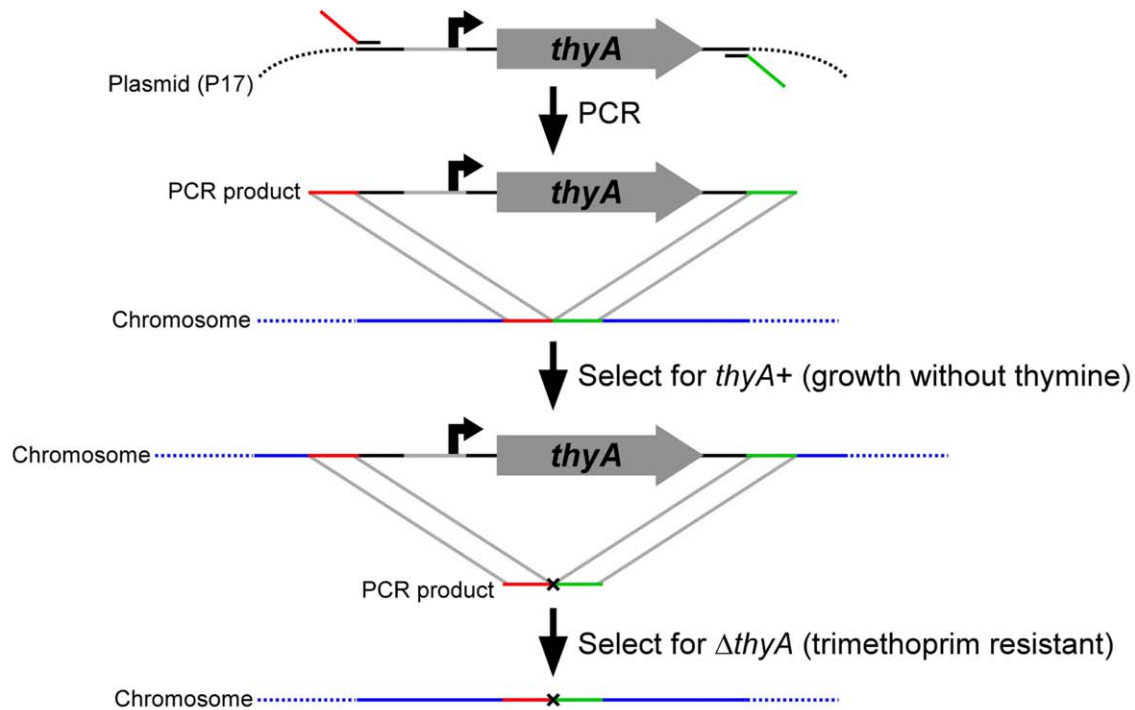 thyA
Plasmid (P17)
PCR
PCR product
thyA
Chromosome
Select for thyA+ (growth without thymine)
Chromosome
thyA
PCR product
Select for ΔthyA (trimethoprim resistant)
Chromosome